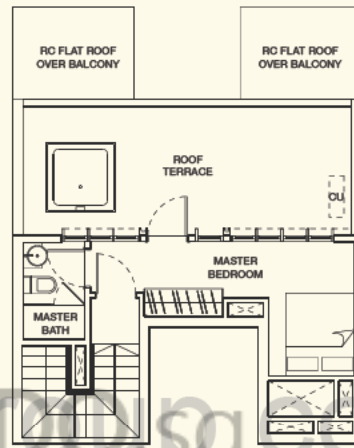 RC FLAT ROOF
OVER BALCONY
RC FLAT ROOF
OVER BALCONY
ROOF
TERRACE
CU
MASTER
BEDROOM
MASTER
BATH